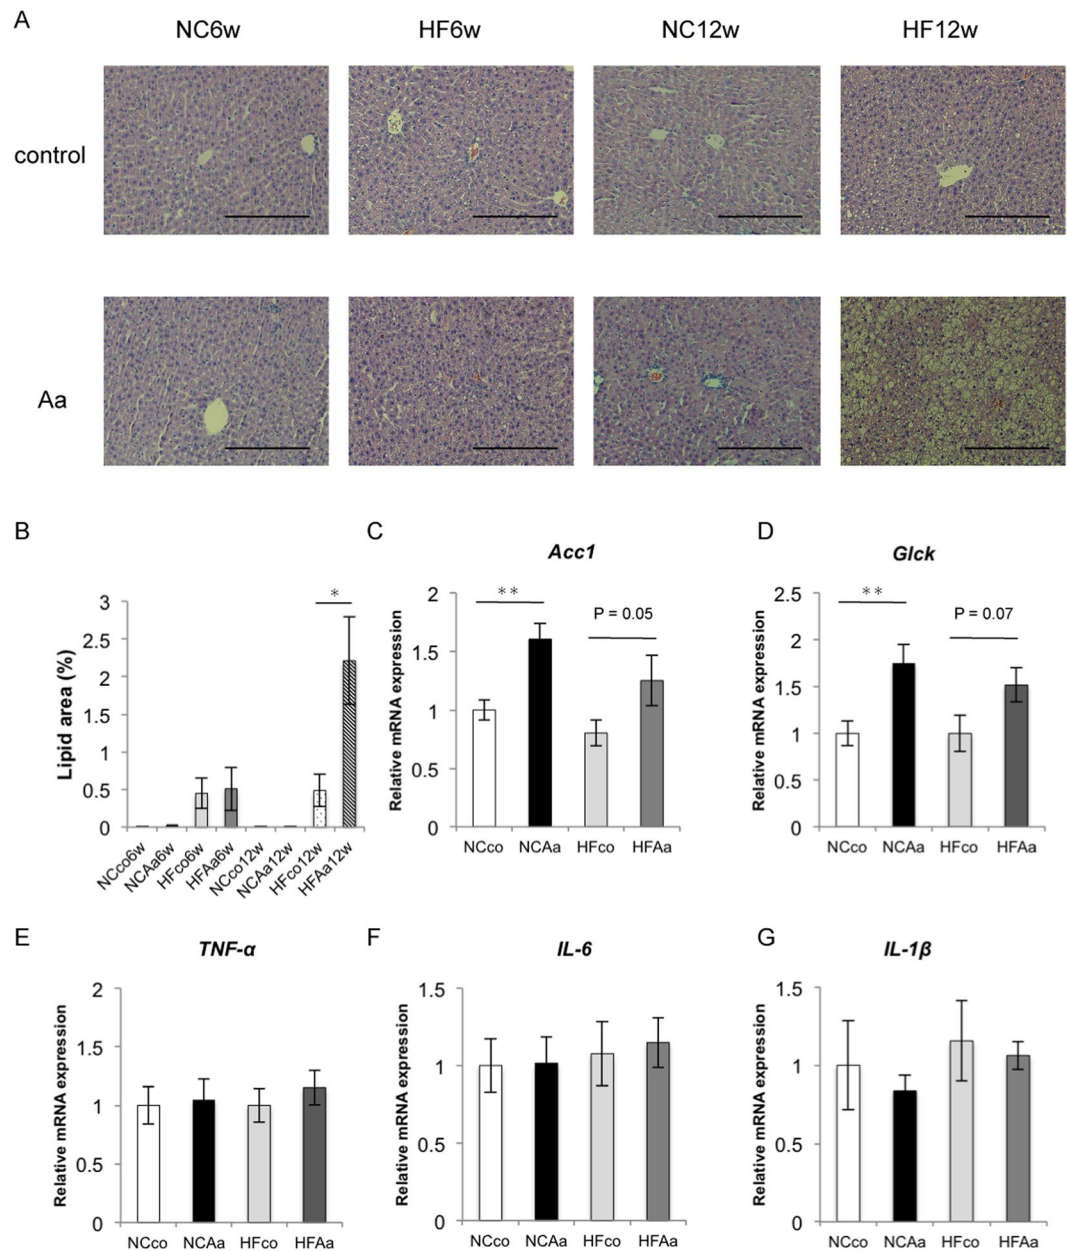 A
NC6w HF6w NC12w HF12w
control
Aa
B
Lipid area (%)
3
2.5
2
1.5
1
0.5
0
NCco6w NCAa6w HFco6w HFAa6w NCco12w NCAa12w HFco12w HFAa12w
*
C
Acc1
Relative mRNA expression
2
1.5
1
0.5
0
**
P = 0.05
NCco NCAa HFco HFAa
D
Glck
Relative mRNA expression
2.5
2
1.5
1
0.5
0
**
P = 0.07
NCco NCAa HFco HFAa
E
TNF-α
Relative mRNA expression
2
1.5
1
0.5
0
NCco NCAa HFco HFAa
F
IL-6
Relative mRNA expression
1.5
1
0.5
0
NCco NCAa HFco HFAa
G
IL-1β
Relative mRNA expression
1.5
1
0.5
0
NCco NCAa HFco HFAa